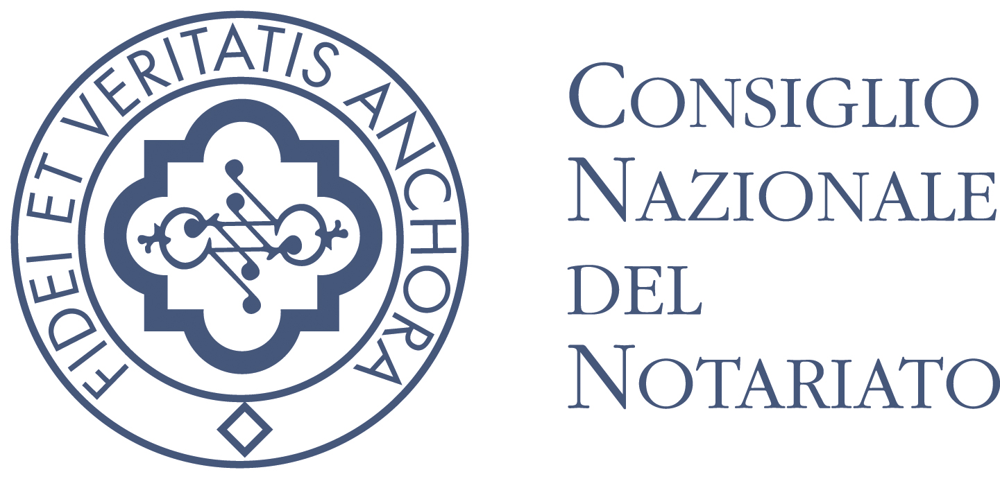 FIDEI ET VERITATIS ANCHORA
CONSIGLIO
NAZIONALE
DEL
NOTARIATO